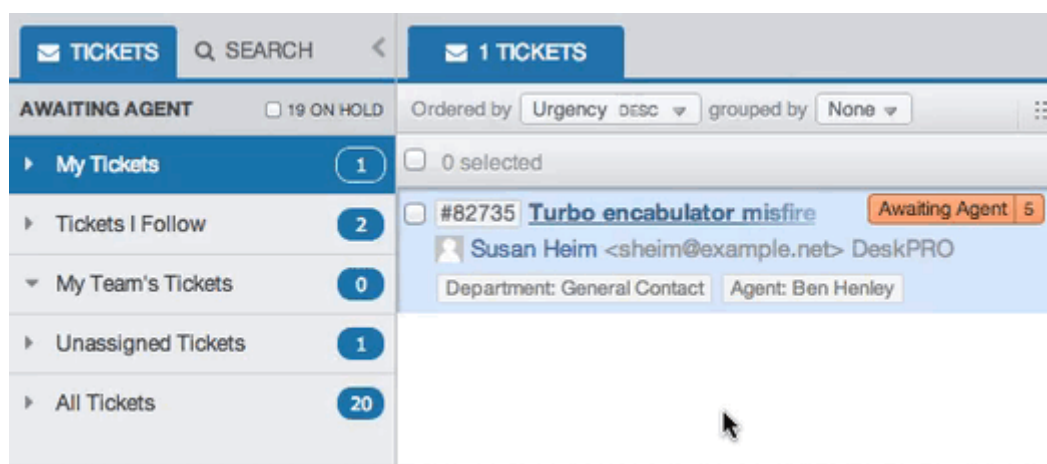 TICKETS
SEARCH
1 TICKETS
AWAITING AGENT
19 ON HOLD
Ordered by Urgency DESC grouped by None
My Tickets 1
0 selected
Tickets I Follow 2
#82735 Turbo encabulator misfire Awaiting Agent 5
Susan Heim <sheim@example.net> DeskPRO
My Team's Tickets 0
Department: General Contact Agent: Ben Henley
Unassigned Tickets 1
All Tickets 20